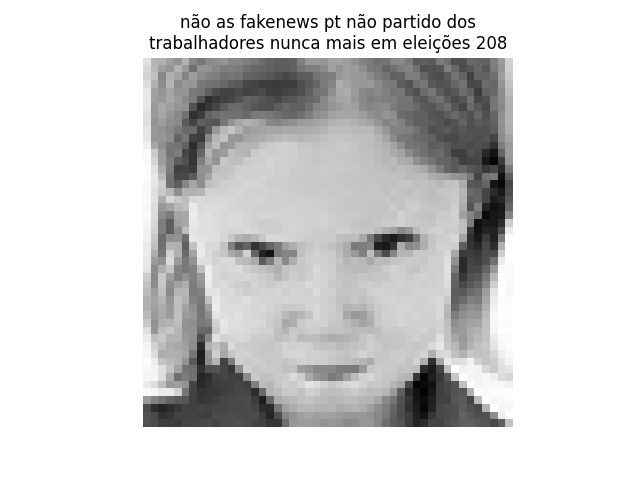 não as fakenews pt não partido dos
trabalhadores nunca mais em eleições 208